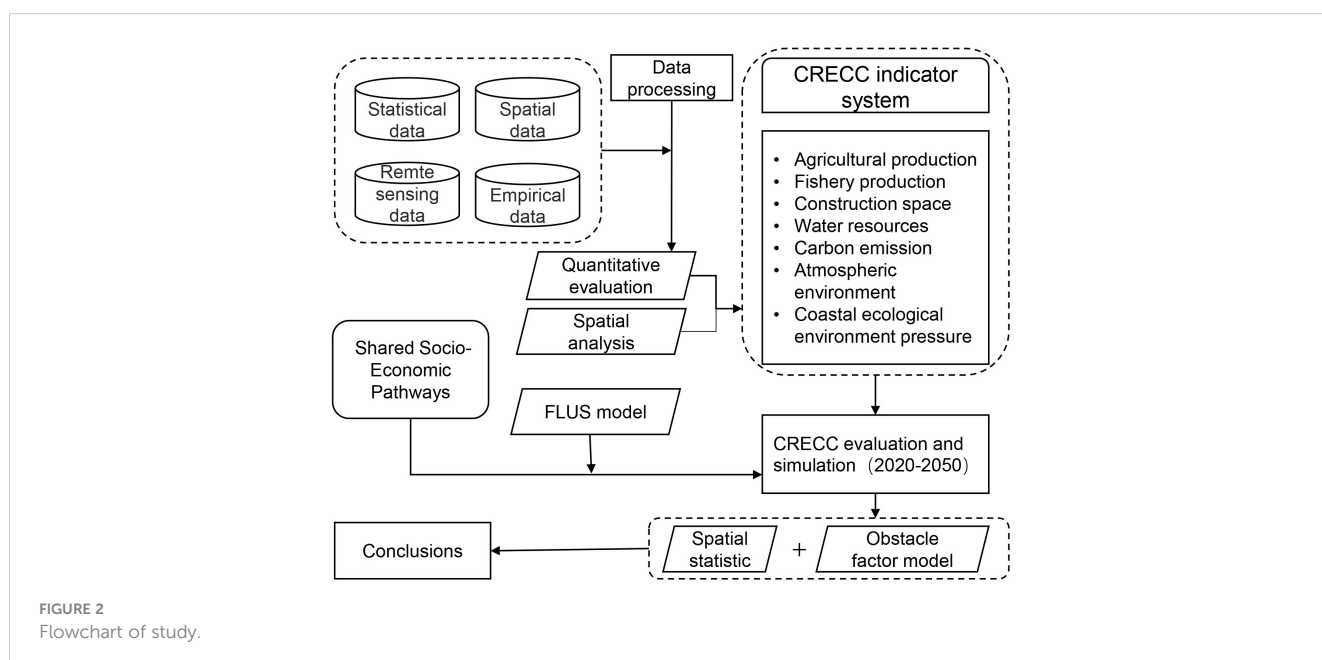 Statistical
data
Spatial
data
Remte
sensing
data
Empirical
data
Data
processing
CRECC indicator
system
• Agricultural production
• Fishery production
• Construction space
• Water resources
• Carbon emission
• Atmospheric
environment
• Coastal ecological
environment pressure
Quantitative
evaluation
Spatial
analysis
Shared Socio-
Economic
Pathways
FLUS model
CRECC evaluation and
simulation（2020-2050）
Spatial
statistic
+
Obstacle
factor model
Conclusions
FIGURE 2
Flowchart of study.